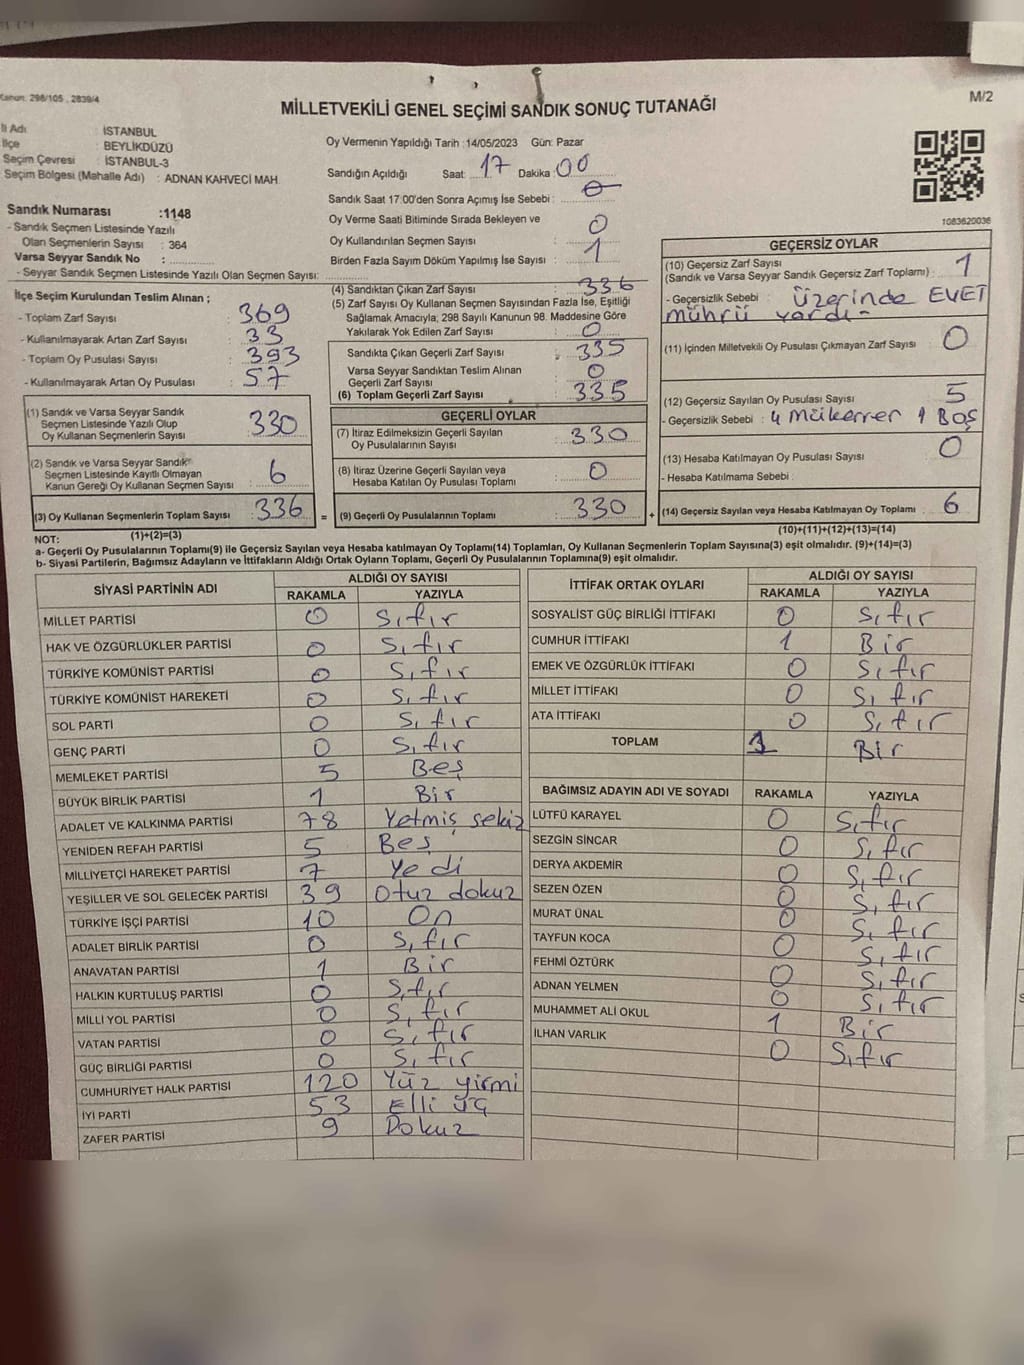 Kanun: 298/105 , 2839/4
MİLLETVEKİLİ GENEL SEÇİMİ SANDIK SONUÇ TUTANAĞI
M/2
İl Adı : İSTANBUL
İlçe : BEYLİKDÜZÜ
Seçim Çevresi : İSTANBUL-3
Seçim Bölgesi (Mahalle Adı) : ADNAN KAHVECİ MAH.
Sandık Numarası :1148
- Sandık Seçmen Listesinde Yazılı
Olan Seçmenlerin Sayısı : 364
Varsa Seyyar Sandık No :
- Seyyar Sandık Seçmen Listesinde Yazılı Olan Seçmen Sayısı:
Oy Vermenin Yapıldığı Tarih :14/05/2023 Gün: Pazar
Sandığın Açıldığı Saat: 17 Dakika: 00
Sandık Saat 17:00'den Sonra Açımış İse Sebebi : 0
Oy Verme Saati Bitiminde Sırada Bekleyen ve
Oy Kullandırılan Seçmen Sayısı : 0
Birden Fazla Sayım Döküm Yapılmış İse Sayısı : 1
1083620036
İlçe Seçim Kurulundan Teslim Alınan ;
- Toplam Zarf Sayısı : 369
- Kullanılmayarak Artan Zarf Sayısı : 33
- Toplam Oy Pusulası Sayısı : 393
- Kullanılmayarak Artan Oy Pusulası : 57
(1) Sandık ve Varsa Seyyar Sandık
Seçmen Listesinde Yazılı Olup
Oy Kullanan Seçmenlerin Sayısı : 330
(2) Sandık ve Varsa Seyyar Sandık
Seçmen Listesinde Kayıtlı Olmayan
Kanun Gereği Oy Kullanan Seçmen Sayısı : 6
(3) Oy Kullanan Seçmenlerin Toplam Sayısı : 336
(1)+(2)=(3)
(4) Sandıktan Çıkan Zarf Sayısı : 336
(5) Zarf Sayısı Oy Kullanan Seçmen Sayısından Fazla İse, Eşitliği
Sağlamak Amacıyla; 298 Sayılı Kanunun 98. Maddesine Göre
Yakılarak Yok Edilen Zarf Sayısı : 0
Sandıkta Çıkan Geçerli Zarf Sayısı : 335
Varsa Seyyar Sandıktan Teslim Alınan
Geçerli Zarf Sayısı : 0
(6) Toplam Geçerli Zarf Sayısı : 335
GEÇERLİ OYLAR
(7) İtiraz Edilmeksizin Geçerli Sayılan
Oy Pusulalarının Sayısı : 330
(8) İtiraz Üzerine Geçerli Sayılan veya
Hesaba Katılan Oy Pusulası Toplamı : 0
= (9) Geçerli Oy Pusulalarının Toplamı : 330 +
GEÇERSİZ OYLAR
(10) Geçersiz Zarf Sayısı
(Sandık ve Varsa Seyyar Sandık Geçersiz Zarf Toplamı) : 1
- Geçersizlik Sebebi : Üzerinde EVET
mührü vardı-
(11) İçinden Milletvekili Oy Pusulası Çıkmayan Zarf Sayısı : 0
(12) Geçersiz Sayılan Oy Pusulası Sayısı : 5
- Geçersizlik Sebebi : 4 Mükerrer 1 Boş
(13) Hesaba Katılmayan Oy Pusulası Sayısı : 0
- Hesaba Katılmama Sebebi :
(14) Geçersiz Sayılan veya Hesaba Katılmayan Oy Toplamı : 6
(10)+(11)+(12)+(13)=(14)
NOT:
a- Geçerli Oy Pusulalarının Toplamı(9) ile Geçersiz Sayılan veya Hesaba katılmayan Oy Toplamı(14) Toplamları, Oy Kullanan Seçmenlerin Toplam Sayısına(3) eşit olmalıdır. (9)+(14)=(3)
b- Siyasi Partilerin, Bağımsız Adayların ve İttifakların Aldığı Ortak Oyların Toplamı, Geçerli Oy Pusulalarının Toplamına(9) eşit olmalıdır.
SİYASİ PARTİNİN ADI ALDIĞI OY SAYISI
RAKAMLA YAZIYLA
MİLLET PARTİSİ 0 Sıfır
HAK VE ÖZGÜRLÜKLER PARTİSİ 0 Sıfır
TÜRKİYE KOMÜNİST PARTİSİ 0 Sıfır
TÜRKİYE KOMÜNİST HAREKETİ 0 Sıfır
SOL PARTİ 0 Sıfır
GENÇ PARTİ 0 Sıfır
MEMLEKET PARTİSİ 5 Beş
BÜYÜK BİRLİK PARTİSİ 1 Bir
ADALET VE KALKINMA PARTİSİ 78 Yetmiş sekiz
YENİDEN REFAH PARTİSİ 5 Beş
MİLLİYETÇİ HAREKET PARTİSİ 7 Yedi
YEŞİLLER VE SOL GELECEK PARTİSİ 39 Otuz dokuz
TÜRKİYE İŞÇİ PARTİSİ 10 On
ADALET BİRLİK PARTİSİ 0 Sıfır
ANAVATAN PARTİSİ 1 Bir
HALKIN KURTULUŞ PARTİSİ 0 Sıfır
MİLLİ YOL PARTİSİ 0 Sıfır
VATAN PARTİSİ 0 Sıfır
GÜÇ BİRLİĞİ PARTİSİ 0 Sıfır
CUMHURİYET HALK PARTİSİ 120 Yüz yirmi
İYİ PARTİ 53 Elli üç
ZAFER PARTİSİ 9 Dokuz
İTTİFAK ORTAK OYLARI ALDIĞI OY SAYISI
RAKAMLA YAZIYLA
SOSYALİST GÜÇ BİRLİĞİ İTTİFAKI 0 Sıfır
CUMHUR İTTİFAKI 1 Bir
EMEK VE ÖZGÜRLÜK İTTİFAKI 0 Sıfır
MİLLET İTTİFAKI 0 Sıfır
ATA İTTİFAKI 0 Sıfır
TOPLAM 1 Bir
BAĞIMSIZ ADAYIN ADI VE SOYADI RAKAMLA YAZIYLA
LÜTFÜ KARAYEL 0 Sıfır
SEZGİN SİNCAR 0 Sıfır
DERYA AKDEMİR 0 Sıfır
SEZEN ÖZEN 0 Sıfır
MURAT ÜNAL 0 Sıfır
TAYFUN KOCA 0 Sıfır
FEHMİ ÖZTÜRK 0 Sıfır
ADNAN YELMEN 0 Sıfır
MUHAMMET ALİ OKUL 1 Bir
İLHAN VARLIK 0 Sıfır